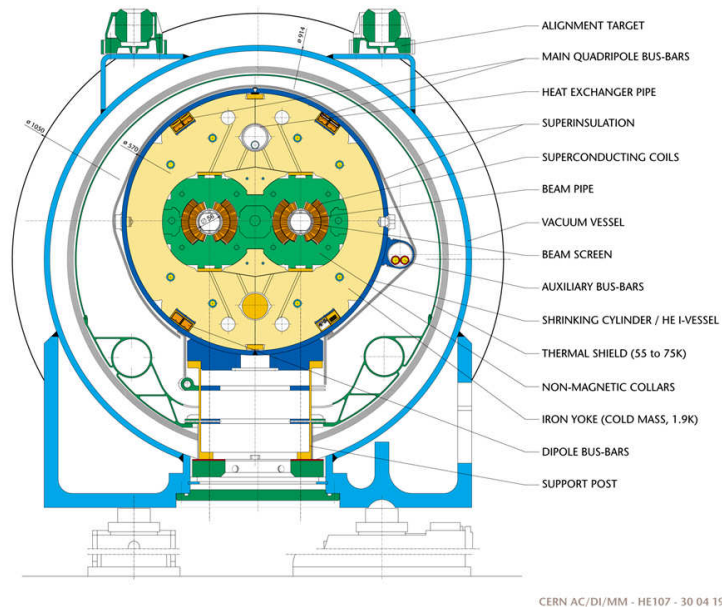 ALIGNMENT TARGET
MAIN QUADRIPOLE BUS-BARS
HEAT EXCHANGER PIPE
SUPERINSULATION
SUPERCONDUCTING COILS
BEAM PIPE
VACUUM VESSEL
BEAM SCREEN
AUXILIARY BUS-BARS
SHRINKING CYLINDER / HE I-VESSEL
THERMAL SHIELD (55 to 75K)
NON-MAGNETIC COLLARS
IRON YOKE (COLD MASS, 1.9K)
DIPOLE BUS-BARS
SUPPORT POST
ø 914
ø 1050
ø 570
ø 56
CERN AC/DI/MM - HE107 - 30 04 19